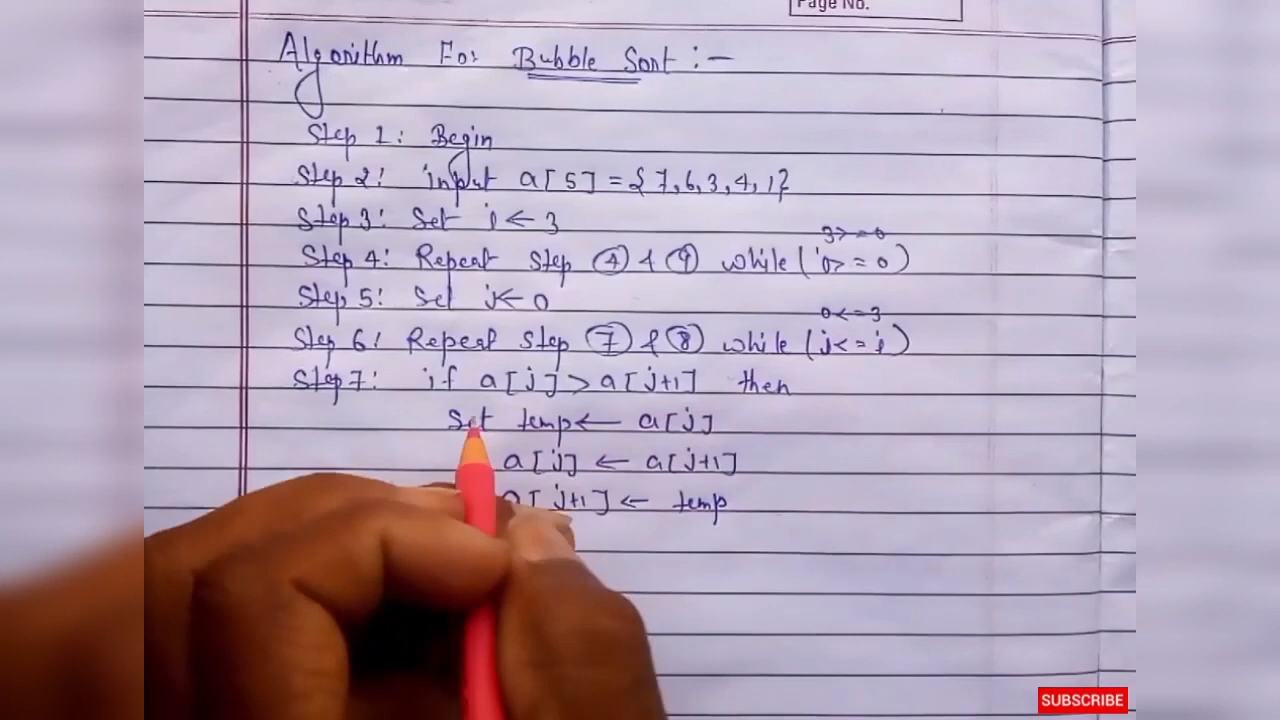 Page No.
Algorithm For Bubble Sort :-
Step 1: Begin
Step 2: input a[5] = {7, 6, 3, 4, 1}
Step 3: Set i ← 3
3>=0
Step 4: Repeat Step 4 & 9 while (i>=0)
Step 5: Set j← 0
0<=3
Step 6: Repeat Step 7 & 8 while (j<=i)
Step 7: if a[j] > a[j+1] then
Set temp← a[j]
a[j] ← a[j+1]
a[j+1] ← temp
SUBSCRIBE